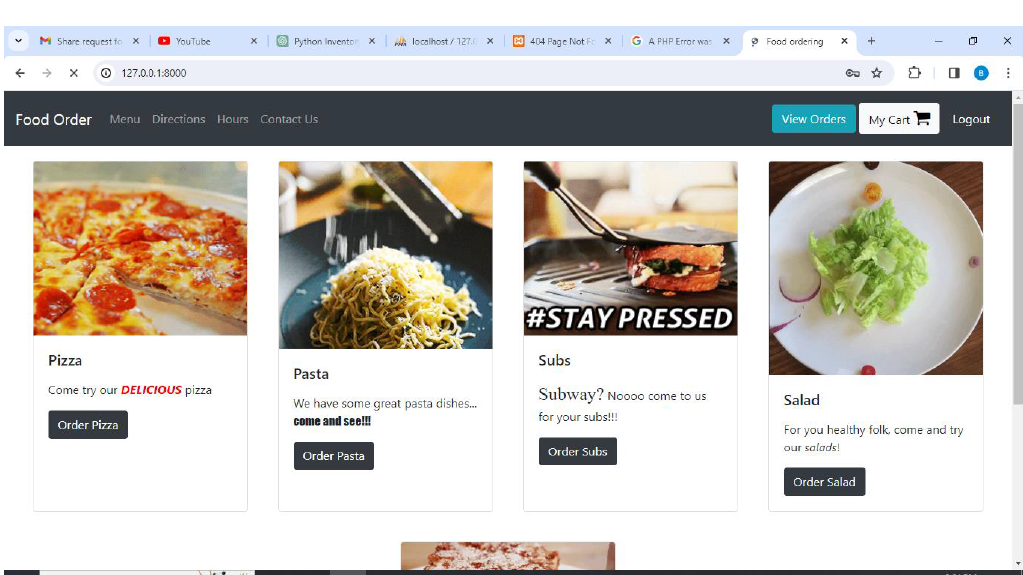 Share request fo
YouTube
Python Inventor
localhost / 127.0
404 Page Not Fo
A PHP Error was
Food ordering
127.0.0.1:8000
B
Food Order
Menu
Directions
Hours
Contact Us
View Orders
My Cart
Logout
#STAY PRESSED
Pizza
Come try our DELICIOUS pizza
Order Pizza
Pasta
We have some great pasta dishes...
come and see!!!
Order Pasta
Subs
Subway? Noooo come to us
for your subs!!!
Order Subs
Salad
For you healthy folk, come and try
our salads!
Order Salad